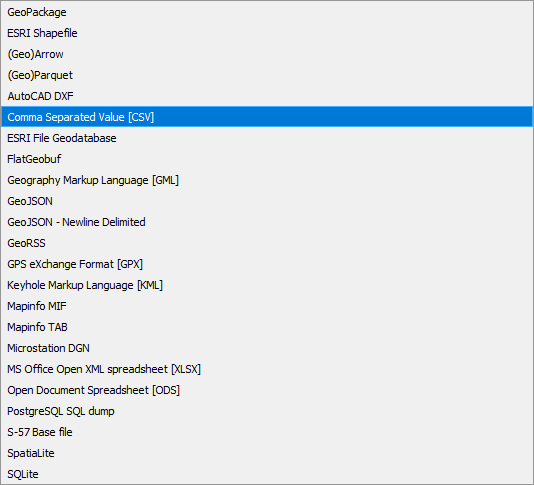 GeoPackage
ESRI Shapefile
(Geo)Arrow
(Geo)Parquet
AutoCAD DXF
Comma Separated Value [CSV]
ESRI File Geodatabase
FlatGeobuf
Geography Markup Language [GML]
GeoJSON
GeoJSON - Newline Delimited
GeoRSS
GPS eXchange Format [GPX]
Keyhole Markup Language [KML]
Mapinfo MIF
Mapinfo TAB
Microstation DGN
MS Office Open XML spreadsheet [XLSX]
Open Document Spreadsheet [ODS]
PostgreSQL SQL dump
S-57 Base file
SpatiaLite
SQLite